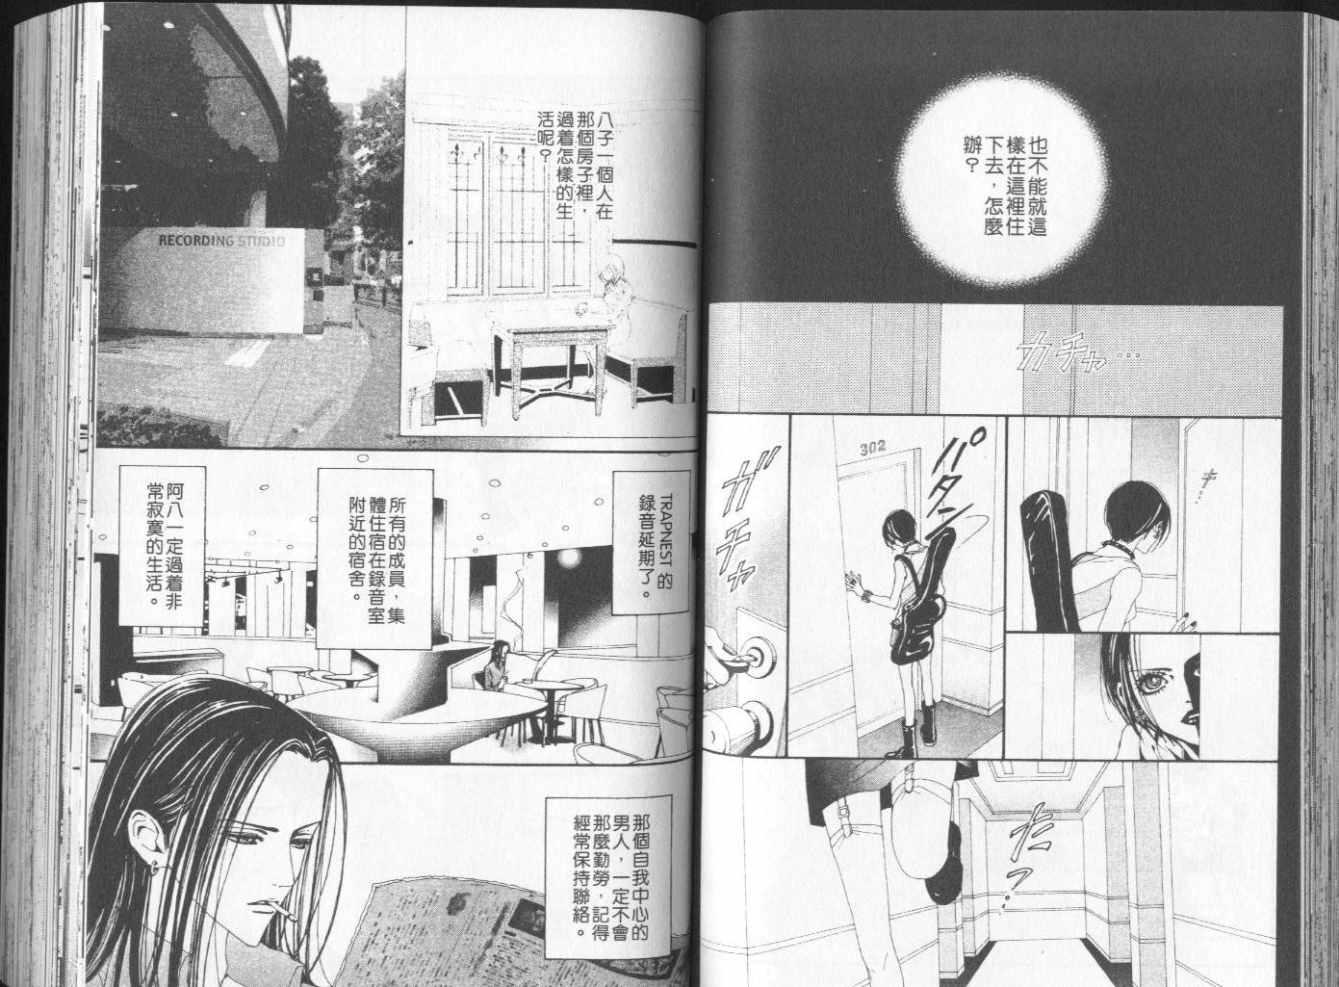 也不能就這
樣在這裡住
下去，怎麼
辦？
ガチャ…
キ…
パタン
302
ガチャ
たっ…
八子一個人在
那個房子裡，
過着怎樣的生
活呢？
RECORDING STUDIO
TRAPNEST的
錄音延期了。
所有的成員，集
體住宿在錄音室
附近的宿舍。
阿八一定過着非
常寂寞的生活。
那個自我中心的
男人，一定不會
那麼勤勞，記得
經常保持聯絡。